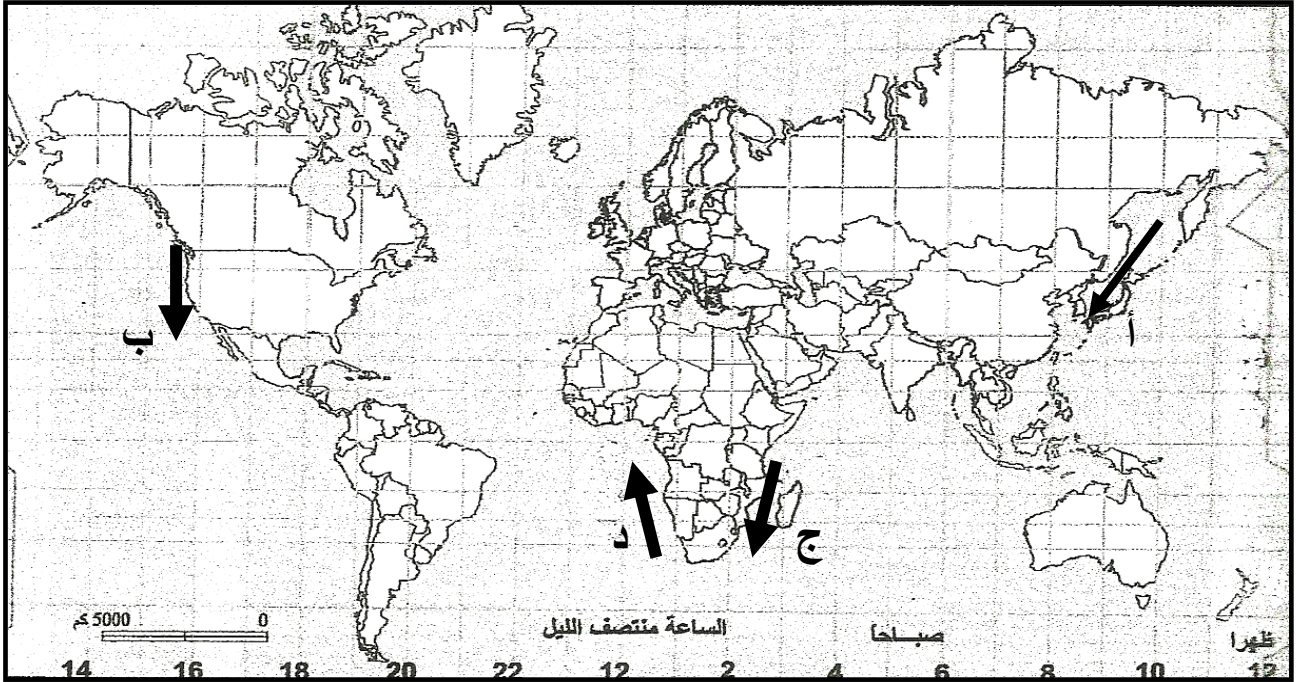 أ
ب
د
ج
5000 كم 0
الساعة منتصف الليل
صباحا
ظهرا
14 16 18 20 22 12 2 4 6 8 10 12